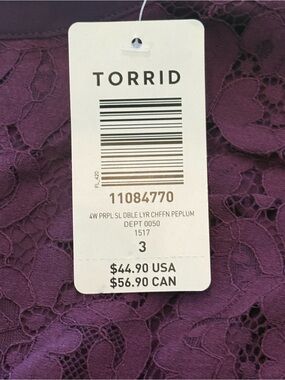 TORRID
FL 420
11084770
4W PRPL SL DBLE LYR CHFFN PEPLUM
DEPT 0050
1517
3
$44.90 USA
$56.90 CAN